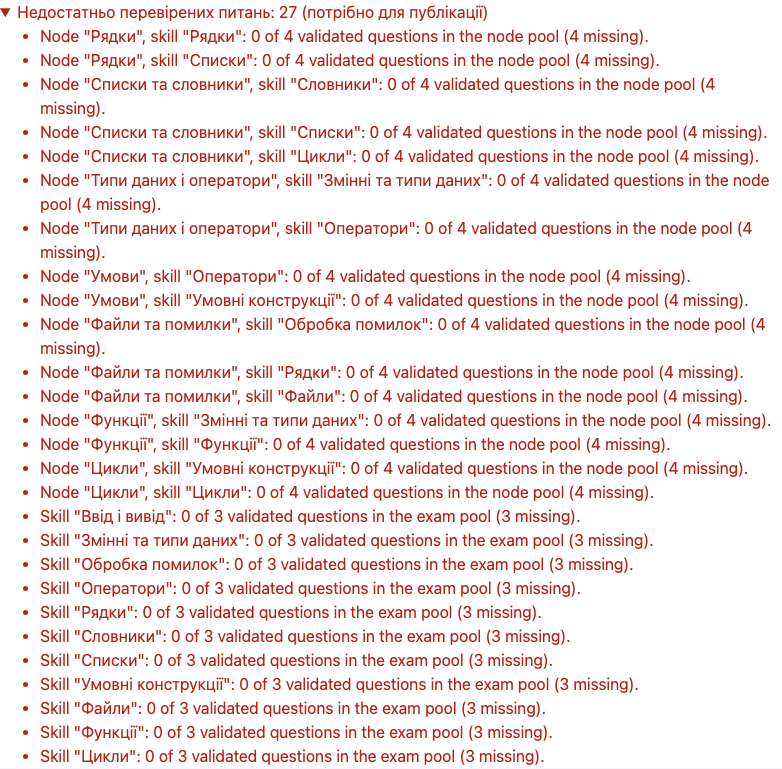 ▼ Недостатньо перевірених питань: 27 (потрібно для публікації)
• Node "Рядки", skill "Рядки": 0 of 4 validated questions in the node pool (4 missing).
• Node "Рядки", skill "Списки": 0 of 4 validated questions in the node pool (4 missing).
• Node "Списки та словники", skill "Словники": 0 of 4 validated questions in the node pool (4
missing).
• Node "Списки та словники", skill "Списки": 0 of 4 validated questions in the node pool (4 missing).
• Node "Списки та словники", skill "Цикли": 0 of 4 validated questions in the node pool (4 missing).
• Node "Типи даних і оператори", skill "Змінні та типи даних": 0 of 4 validated questions in the node
pool (4 missing).
• Node "Типи даних і оператори", skill "Оператори": 0 of 4 validated questions in the node pool (4
missing).
• Node "Умови", skill "Оператори": 0 of 4 validated questions in the node pool (4 missing).
• Node "Умови", skill "Умовні конструкції": 0 of 4 validated questions in the node pool (4 missing).
• Node "Файли та помилки", skill "Обробка помилок": 0 of 4 validated questions in the node pool (4
missing).
• Node "Файли та помилки", skill "Рядки": 0 of 4 validated questions in the node pool (4 missing).
• Node "Файли та помилки", skill "Файли": 0 of 4 validated questions in the node pool (4 missing).
• Node "Функції", skill "Змінні та типи даних": 0 of 4 validated questions in the node pool (4 missing).
• Node "Функції", skill "Функції": 0 of 4 validated questions in the node pool (4 missing).
• Node "Цикли", skill "Умовні конструкції": 0 of 4 validated questions in the node pool (4 missing).
• Node "Цикли", skill "Цикли": 0 of 4 validated questions in the node pool (4 missing).
• Skill "Ввід і вивід": 0 of 3 validated questions in the exam pool (3 missing).
• Skill "Змінні та типи даних": 0 of 3 validated questions in the exam pool (3 missing).
• Skill "Обробка помилок": 0 of 3 validated questions in the exam pool (3 missing).
• Skill "Оператори": 0 of 3 validated questions in the exam pool (3 missing).
• Skill "Рядки": 0 of 3 validated questions in the exam pool (3 missing).
• Skill "Словники": 0 of 3 validated questions in the exam pool (3 missing).
• Skill "Списки": 0 of 3 validated questions in the exam pool (3 missing).
• Skill "Умовні конструкції": 0 of 3 validated questions in the exam pool (3 missing).
• Skill "Файли": 0 of 3 validated questions in the exam pool (3 missing).
• Skill "Функції": 0 of 3 validated questions in the exam pool (3 missing).
• Skill "Цикли": 0 of 3 validated questions in the exam pool (3 missing).